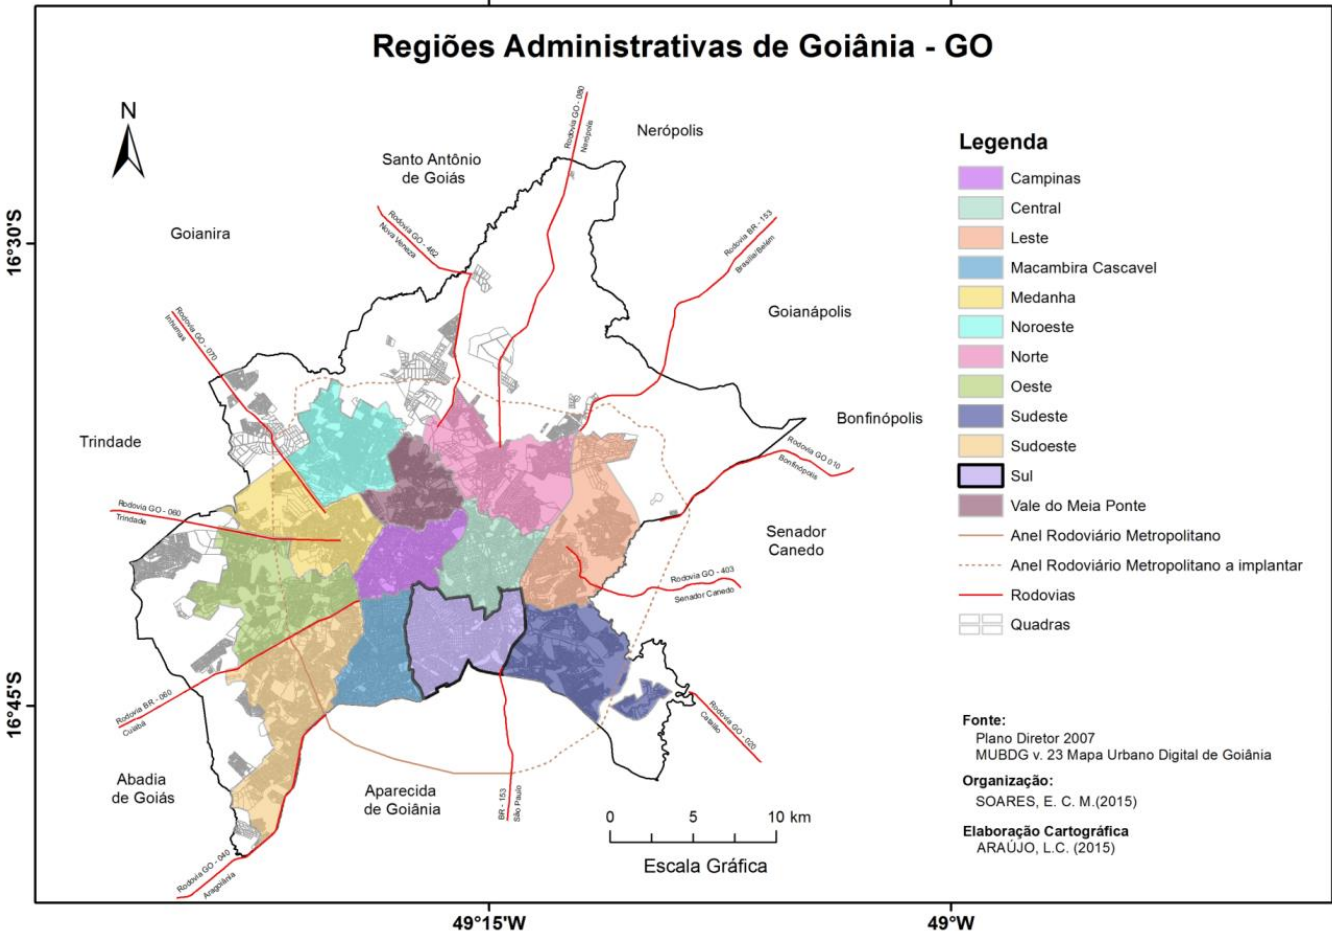 Regiões Administrativas de Goiânia - GO
N
Nerópolis
Santo Antônio
de Goiás
Goianira
Goianápolis
Bonfinópolis
Trindade
Senador
Canedo
Abadia
de Goiás
Aparecida
de Goiânia
Rodovia GO - 080
Nerópolis
Rodovia GO - 462
Nova Veneza
Rodovia BR - 153
Brasília/Belém
Rodovia GO - 070
Inhumas
Rodovia GO 010
Bonfinópolis
Rodovia GO - 060
Trindade
Rodovia GO - 403
Senador Canedo
Rodovia BR - 060
Cuiabá
Rodovia GO - 020
Catalão
BR - 153
São Paulo
Rodovia GO - 040
Aragoiânia
16°30'S
16°45'S
49°15'W
49°W
0 5 10 km
Escala Gráfica
Legenda
Campinas
Central
Leste
Macambira Cascavel
Medanha
Noroeste
Norte
Oeste
Sudeste
Sudoeste
Sul
Vale do Meia Ponte
Anel Rodoviário Metropolitano
Anel Rodoviário Metropolitano a implantar
Rodovias
Quadras
Fonte:
Plano Diretor 2007
MUBDG v. 23 Mapa Urbano Digital de Goiânia
Organização:
SOARES, E. C. M.(2015)
Elaboração Cartográfica
ARAÚJO, L.C. (2015)